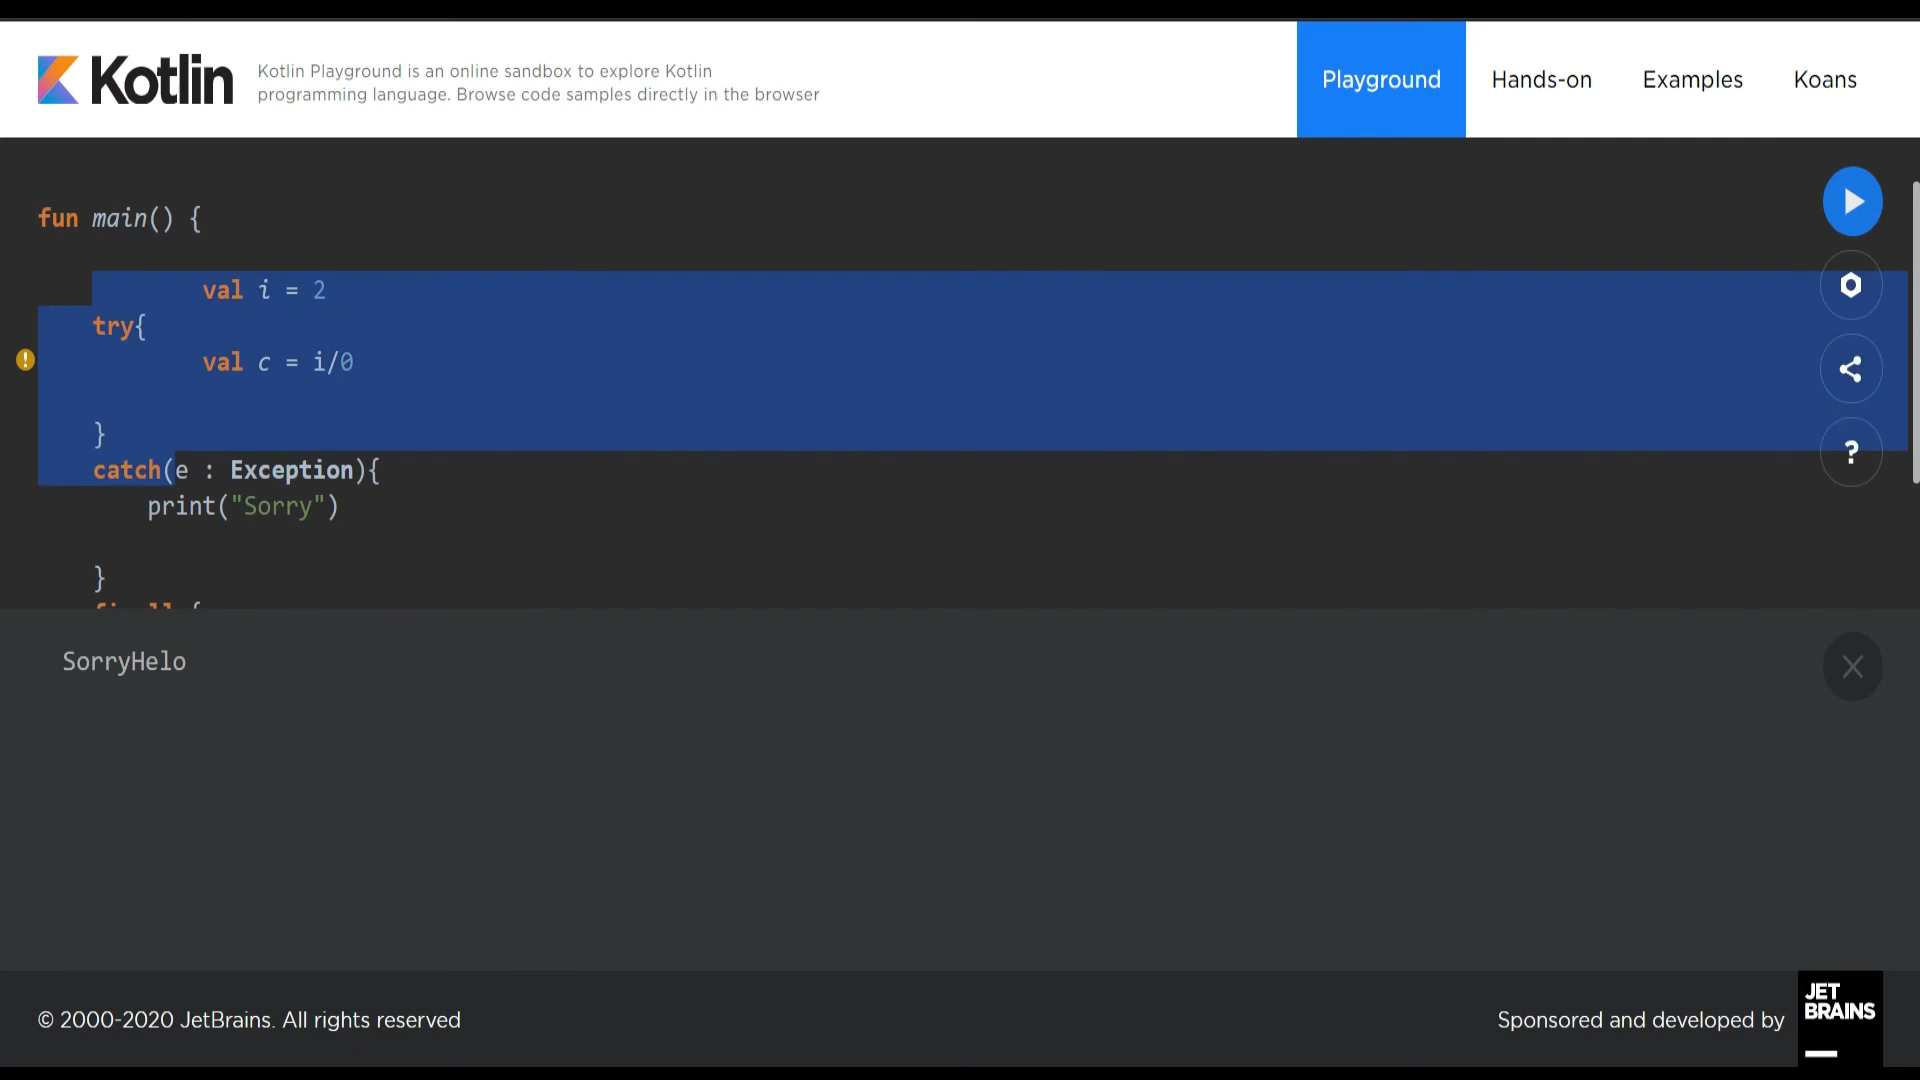 Kotlin
Kotlin Playground is an online sandbox to explore Kotlin
programming language. Browse code samples directly in the browser
Playground
Hands-on
Examples
Koans
fun main() {
val i = 2
try{
val c = i/0
}
catch(e : Exception){
print("Sorry")
}
SorryHelo
© 2000-2020 JetBrains. All rights reserved
Sponsored and developed by
JET
BRAINS